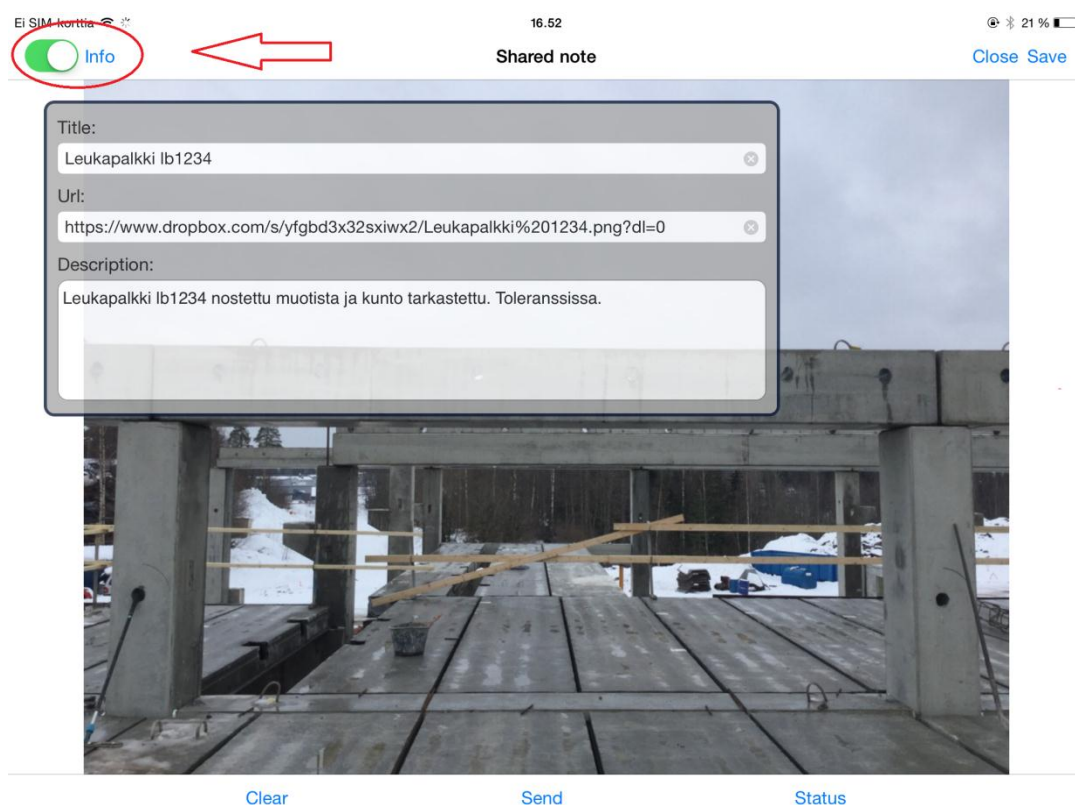 Ei SIM-korttia
16.52
21 %
Info
Shared note
Close Save
Title:
Leukapalkki lb1234
Url:
https://www.dropbox.com/s/yfgbd3x32sxiwx2/Leukapalkki%201234.png?dl=0
Description:
Leukapalkki lb1234 nostettu muotista ja kunto tarkastettu. Toleranssissa.
Clear
Send
Status